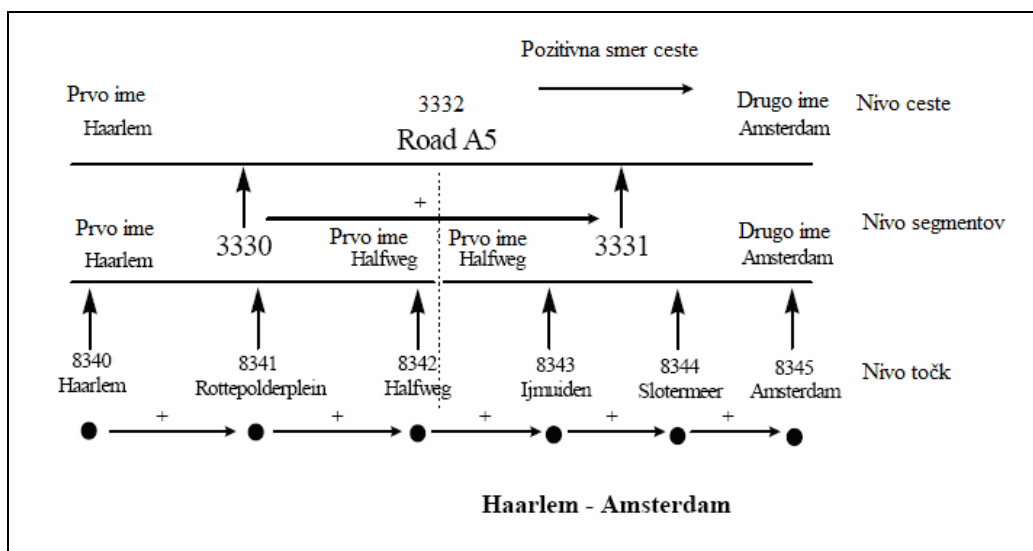 Pozitivna smer ceste
Prvo ime
Haarlem
3332
Road A5
Drugo ime
Amsterdam
Nivo ceste
+
Prvo ime
Haarlem
3330
Prvo ime
Halfweg
Prvo ime
Halfweg
3331
Drugo ime
Amsterdam
Nivo segmentov
8340
Haarlem
8341
Rottepolderplein
8342
Halfweg
8343
Ijmuiden
8344
Slotermeer
8345
Amsterdam
Nivo točk
+ + + + +
Haarlem - Amsterdam